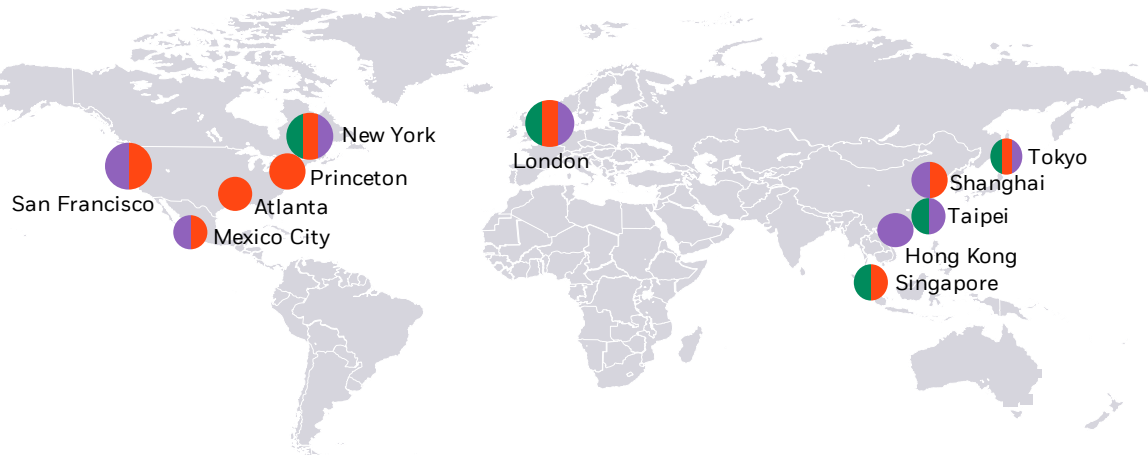 New York
London
Tokyo
Princeton
Shanghai
San Francisco
Atlanta
Taipei
Mexico City
Hong Kong
Singapore